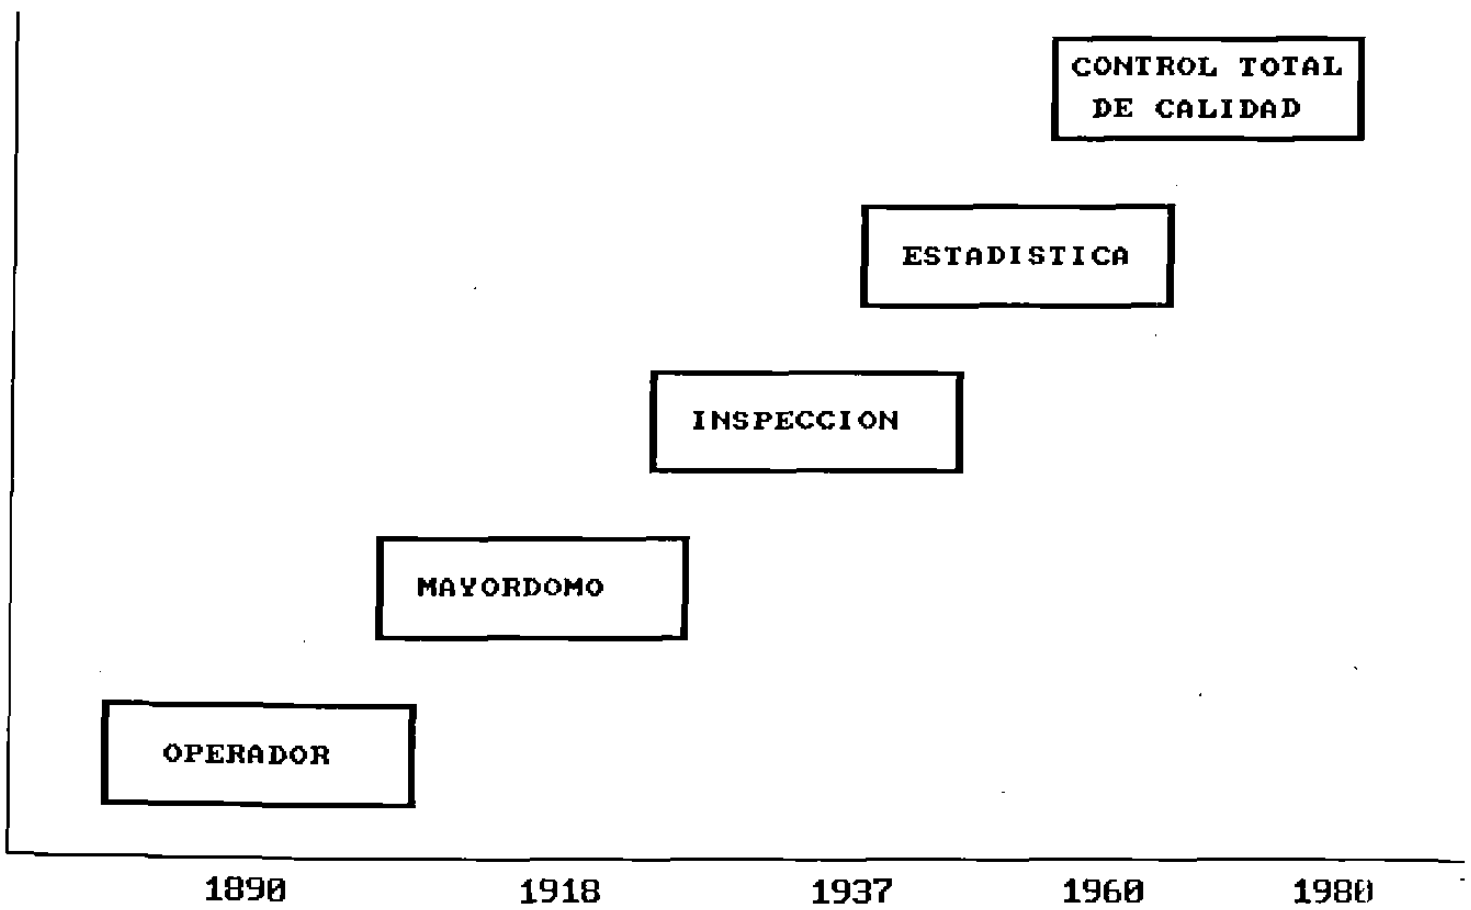 CONTROL TOTAL
DE CALIDAD
ESTADISTICA
INSPECCION
MAYORDOMO
OPERADOR
1890 1918 1937 1960 1980